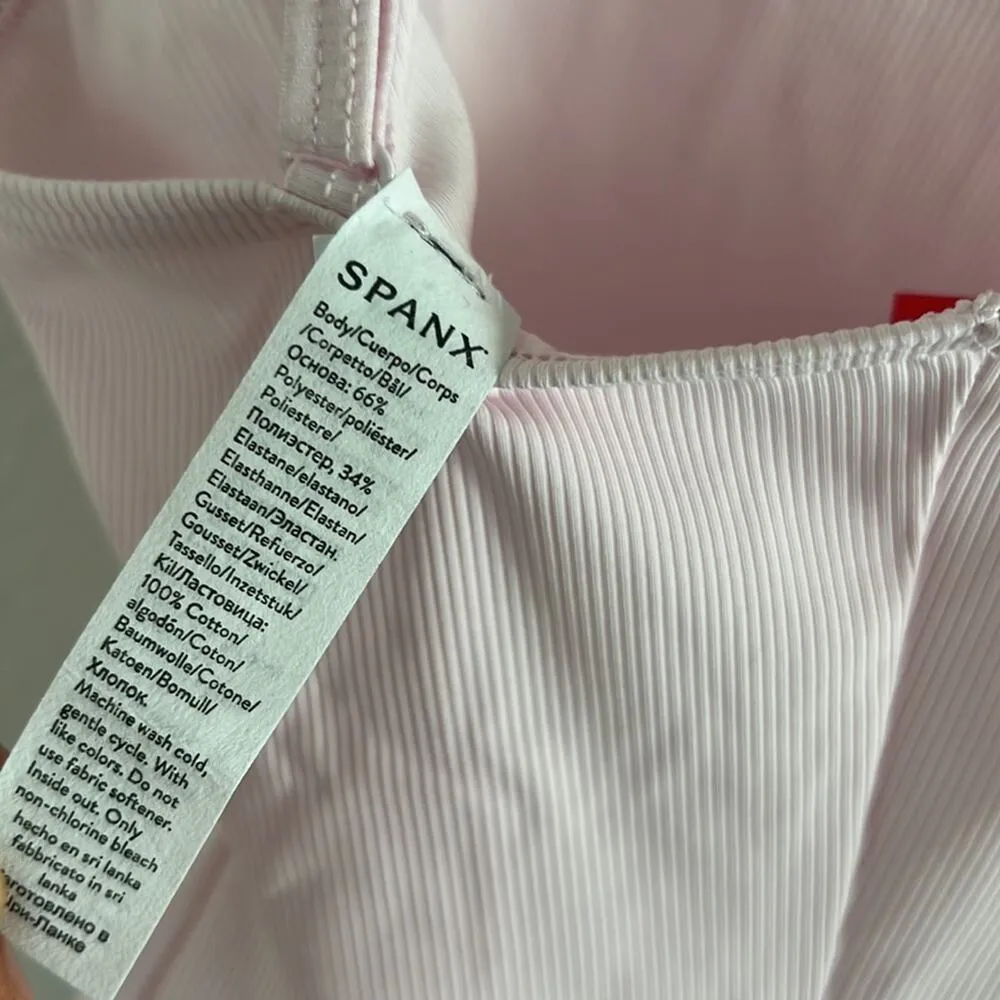 SPANX
Body/Cuerpo/Corps
/Corpetto/Bål/
Основа: 66%
Polyester/poliéster/
Poliestere/
Полиэстер, 34%
Elastane/elastano/
Elasthanne/Elastan/
Elastaan/Эластан.
Gusset/Refuerzo/
Gousset/Zwickel/
Tassello/Inzetstuk/
Kil/Ластовица:
100% Cotton/
algodón/Coton/
Baumwolle/Cotone/
Katoen/Bomull/
Хлопок.
Machine wash cold,
gentle cycle. With
like colors. Do not
use fabric softener.
Inside out. Only
non-chlorine bleach
hecho en sri lanka
fabbricato in sri
lanka
в